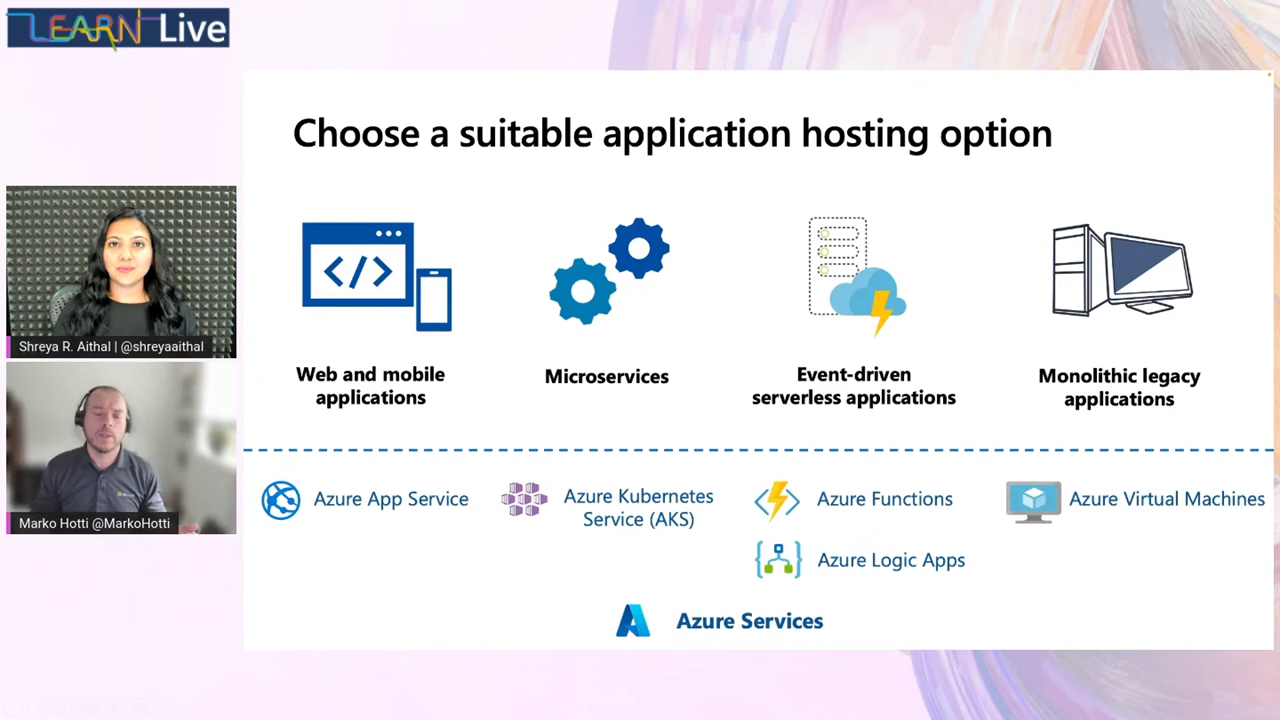 LEARN Live
Choose a suitable application hosting option
Shreya R. Aithal | @shreyaaithal
Marko Hotti @MarkoHotti
Web and mobile
applications
Microservices
Event-driven
serverless applications
Monolithic legacy
applications
Azure App Service
Azure Kubernetes
Service (AKS)
Azure Functions
Azure Virtual Machines
Azure Logic Apps
Azure Services